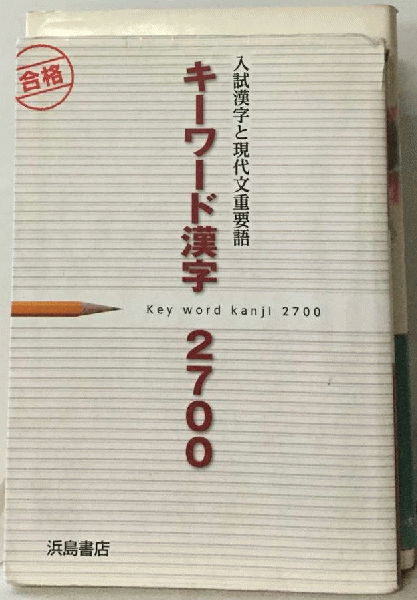 合格
入試漢字と現代文重要語
キーワード漢字 2700
Key word kanji 2700
浜島書店